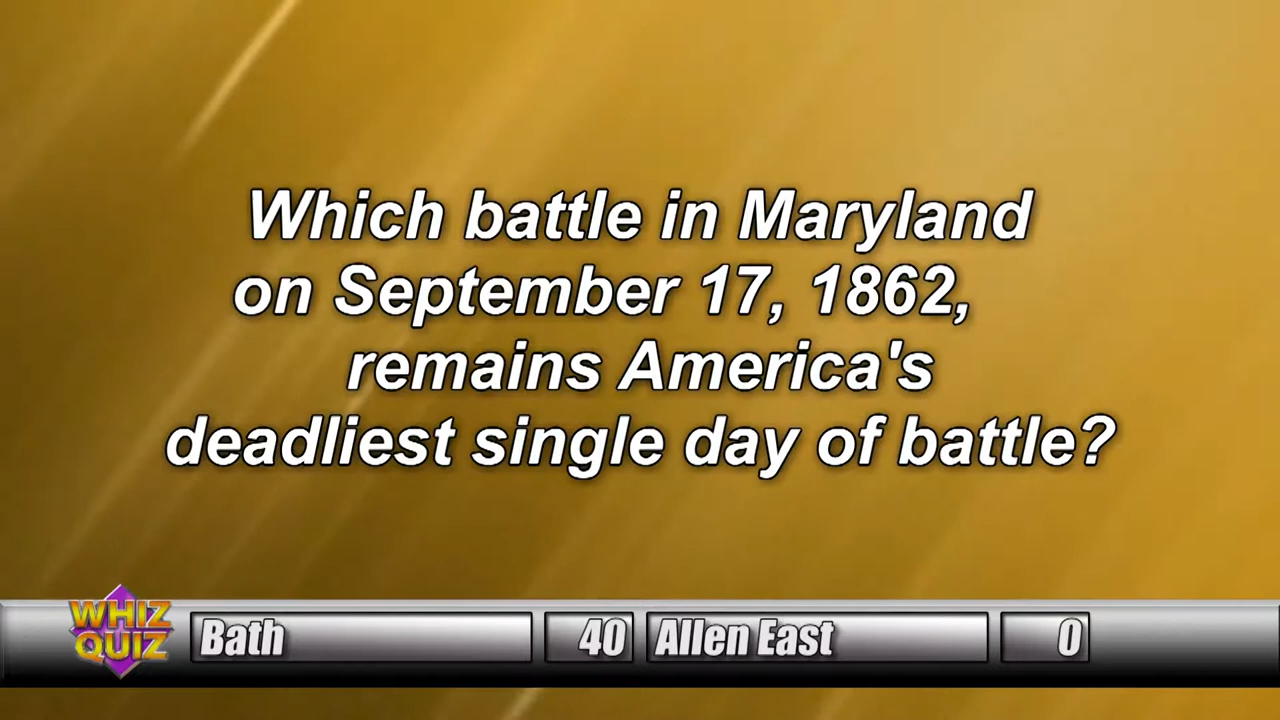 Which battle in Maryland
on September 17, 1862,
remains America's
deadliest single day of battle?
WHIZ
QUIZ
Bath
40
Allen East
0